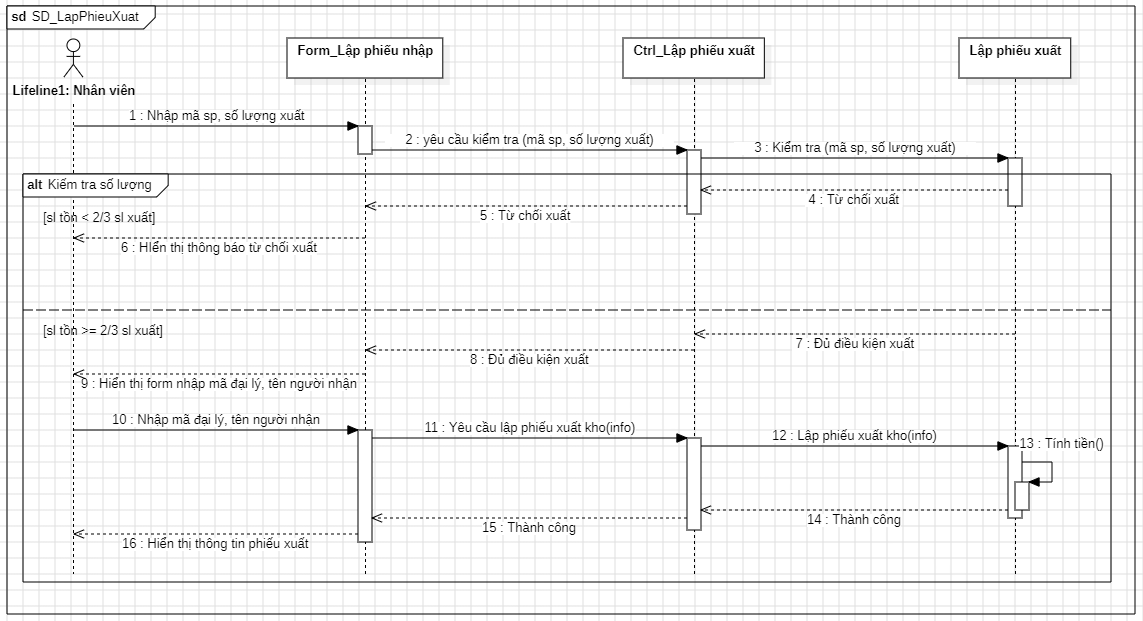 sd SD_LapPhieuXuat
Form_Lập phiếu nhập
Ctrl_Lập phiếu xuất
Lập phiếu xuất
Lifeline1: Nhân viên
1 : Nhập mã sp, số lượng xuất
2 : yêu cầu kiểm tra (mã sp, số lượng xuất)
3 : Kiểm tra (mã sp, số lượng xuất)
alt Kiểm tra số lượng
4 : Từ chối xuất
5 : Từ chối xuất
[sl tồn < 2/3 sl xuất]
6 : HIển thị thông báo từ chối xuất
[sl tồn >= 2/3 sl xuất]
7 : Đủ điều kiện xuất
8 : Đủ điều kiện xuất
9 : Hiển thị form nhập mã đại lý, tên người nhận
10 : Nhập mã đại lý, tên người nhận
11 : Yêu cầu lập phiếu xuất kho(info)
12 : Lập phiếu xuất kho(info)
13 : Tính tiền()
14 : Thành công
15 : Thành công
16 : Hiển thị thông tin phiếu xuất